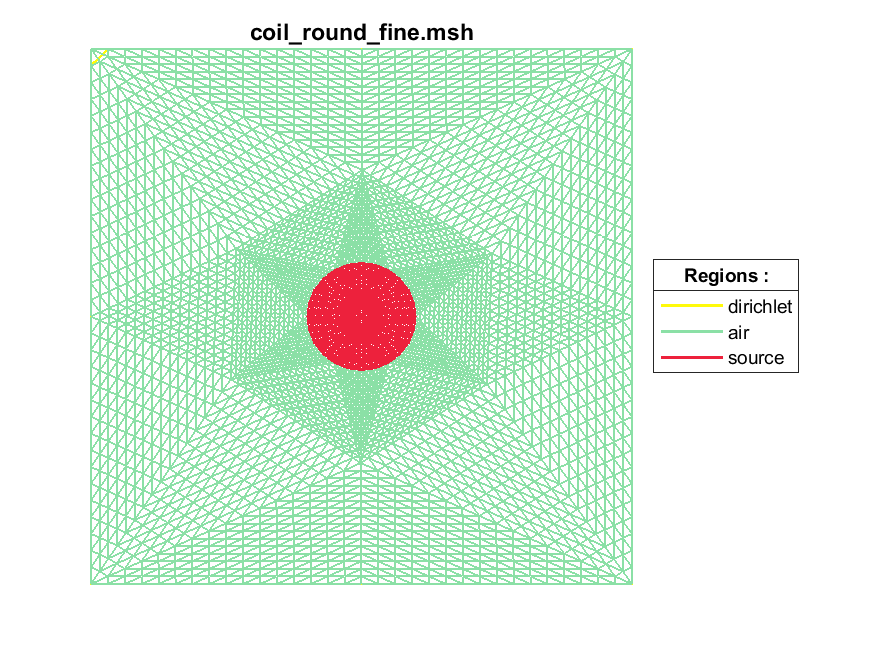 coil_round_fine.msh
Regions :
dirichlet
air
source